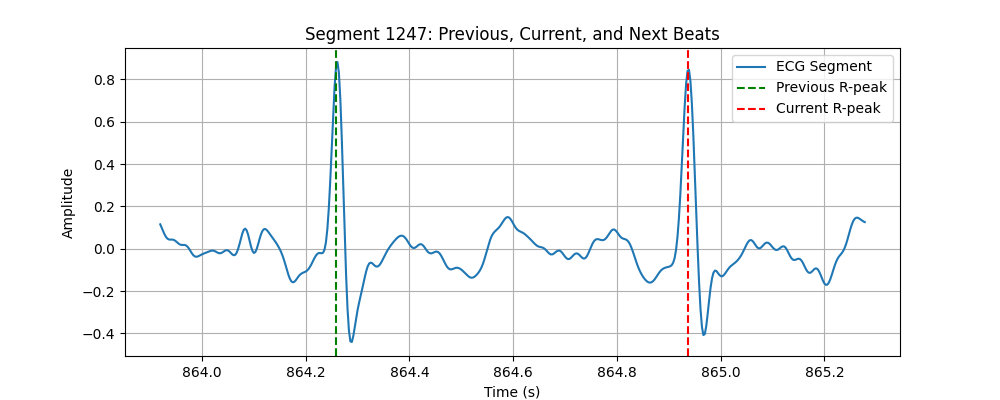 Segment 1247: Previous, Current, and Next Beats
ECG Segment
Previous R-peak
Current R-peak
Amplitude
0.8
0.6
0.4
0.2
0.0
−0.2
−0.4
864.0 864.2 864.4 864.6 864.8 865.0 865.2
Time (s)